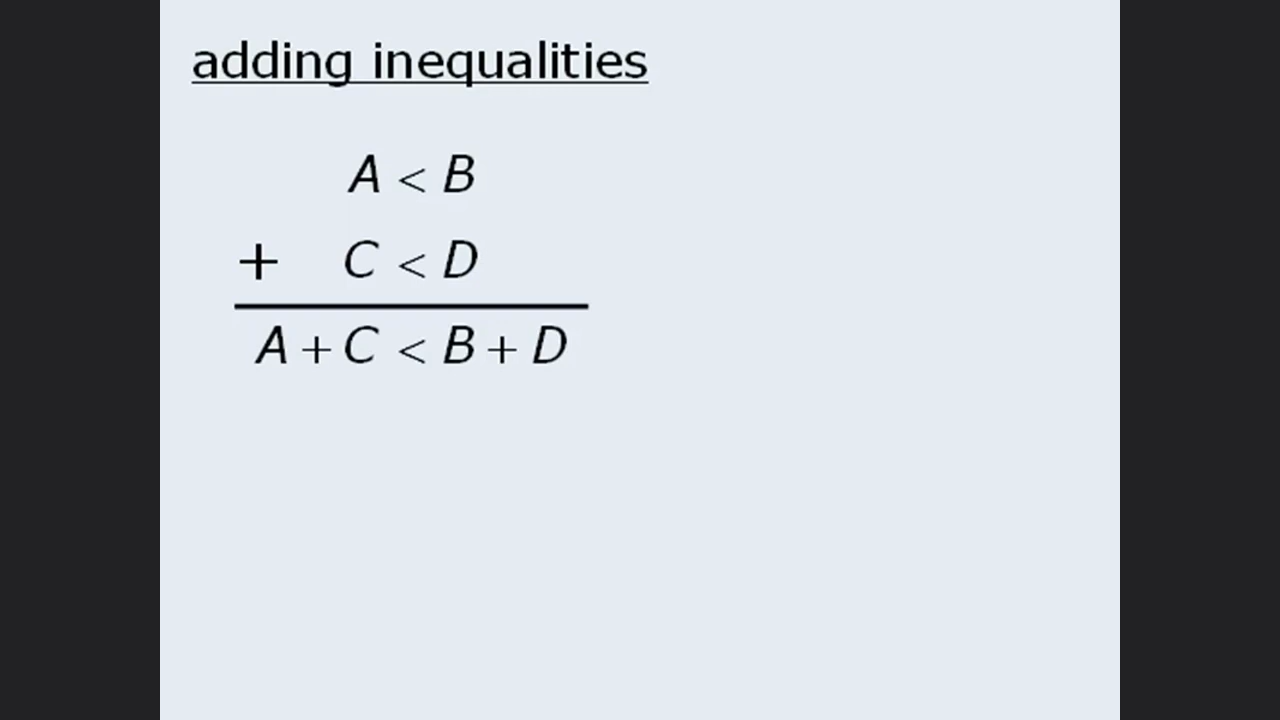 adding inequalities
A < B
+ C < D
A + C < B + D